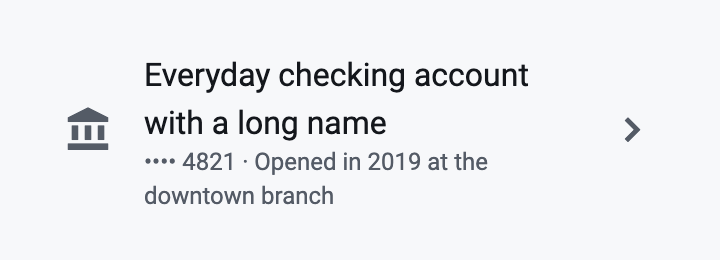 Everyday checking account
with a long name
•••• 4821 · Opened in 2019 at the
downtown branch